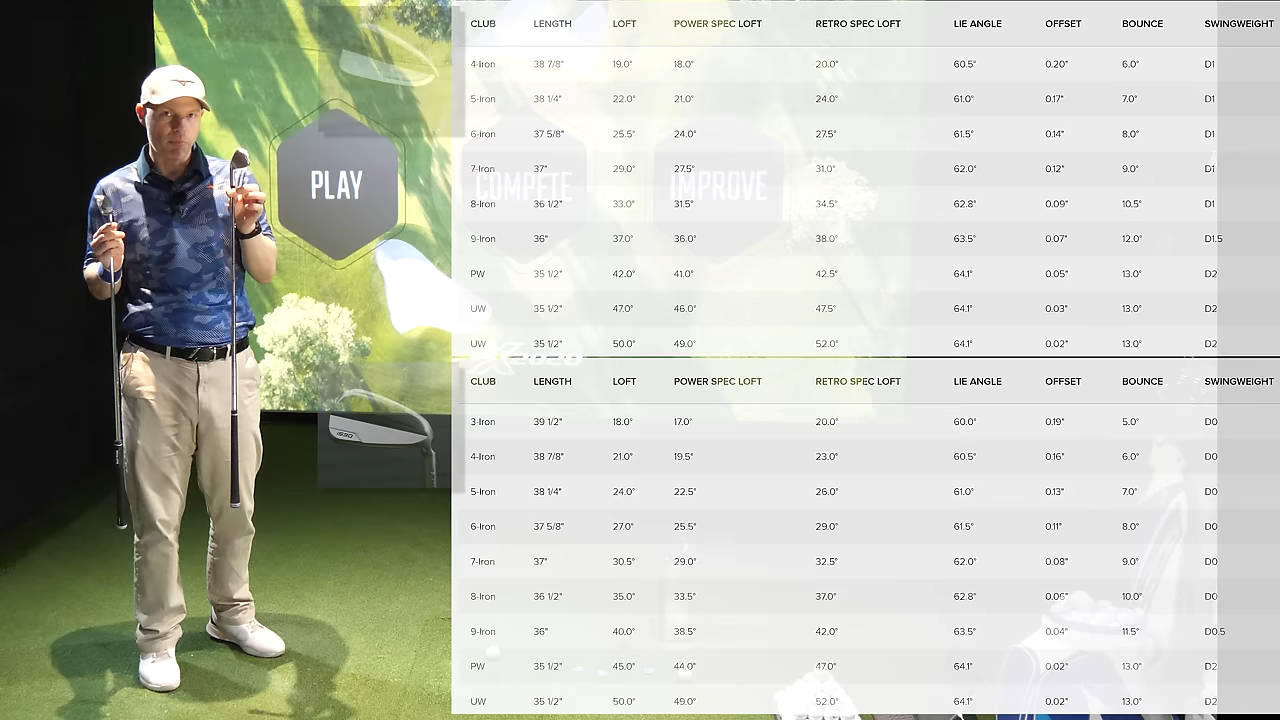 CLUB LENGTH LOFT POWER SPEC LOFT RETRO SPEC LOFT LIE ANGLE OFFSET BOUNCE SWINGWEIGHT
4-Iron 38 7/8" 19.0° 18.0° 20.0° 60.5° 0.20" 6.0° D1
5-Iron 38 1/4" 22.0° 21.0° 24.0° 61.0° 7.0° D1
6-Iron 37 5/8" 25.5° 24.0° 27.5° 61.5° 0.14" 8.0° D1
7-Iron 37" 29.0° 27.5° 31.0° 62.0° 0.12" 9.0° D1
PLAY COMPETE IMPROVE
8-Iron 36 1/2" 33.0° 34.5° 62.8° 0.09" 10.5° D1
9-Iron 36" 37.0° 36.0° 38.0° 63.5° 0.07" 12.0° D1.5
PW 35 1/2" 42.0° 41.0° 42.5° 64.1° 0.05" 13.0° D2
UW 35 1/2" 47.0° 46.0° 47.5° 64.1° 0.03" 13.0° D2
UW 35 1/2" 50.0° 49.0° 52.0° 64.1° 0.02" 13.0° D2
2020
CLUB LENGTH LOFT POWER SPEC LOFT RETRO SPEC LOFT LIE ANGLE OFFSET BOUNCE SWINGWEIGHT
3-Iron 39 1/2" 18.0° 17.0° 20.0° 60.0° 0.19" 5.0° D0
4-Iron 38 7/8" 21.0° 19.5° 23.0° 60.5° 0.16" 6.0° D0
5-Iron 38 1/4" 24.0° 22.5° 26.0° 61.0° 0.13" 7.0° D0
6-Iron 37 5/8" 27.0° 25.5° 29.0° 61.5° 0.11" 8.0° D0
7-Iron 37" 30.5° 29.0° 32.5° 62.0° 0.08" 9.0° D0
8-Iron 36 1/2" 35.0° 33.5° 37.0° 62.8° 0.06" 10.0° D0
9-Iron 36" 40.0° 38.5° 42.0° 63.5° 0.04" 11.5° D0.5
PW 35 1/2" 45.0° 44.0° 47.0° 64.1° 0.02" 13.0° D2
UW 35 1/2" 50.0° 49.0° 52.0° 64.1° 0.02" 13.0° D2